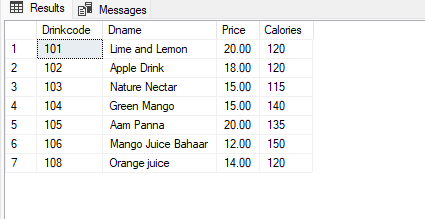 Results Messages
Drinkcode Dname Price Calories
1 101 Lime and Lemon 20.00 120
2 102 Apple Drink 18.00 120
3 103 Nature Nectar 15.00 115
4 104 Green Mango 15.00 140
5 105 Aam Panna 20.00 135
6 106 Mango Juice Bahaar 12.00 150
7 108 Orange juice 14.00 120